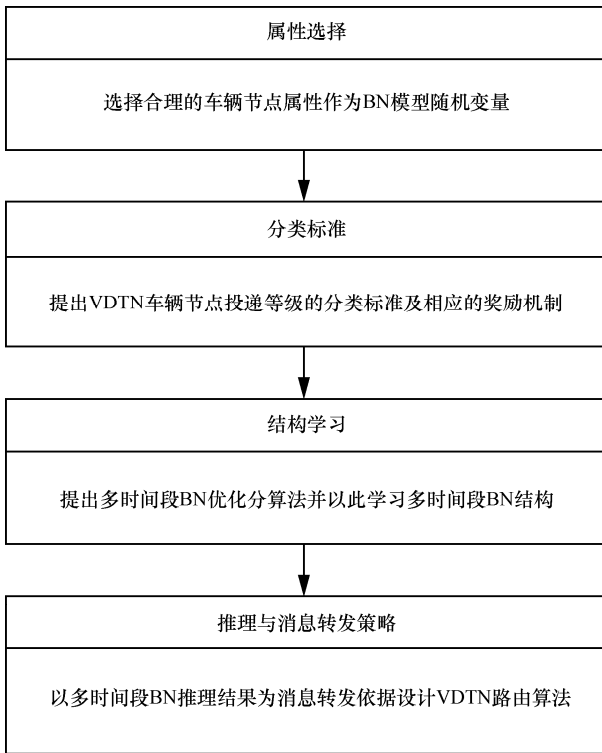 属性选择
选择合理的车辆节点属性作为BN模型随机变量
分类标准
提出VDTN车辆节点投递等级的分类标准及相应的奖励机制
结构学习
提出多时间段BN优化分算法并以此学习多时间段BN结构
推理与消息转发策略
以多时间段BN推理结果为消息转发依据设计VDTN路由算法